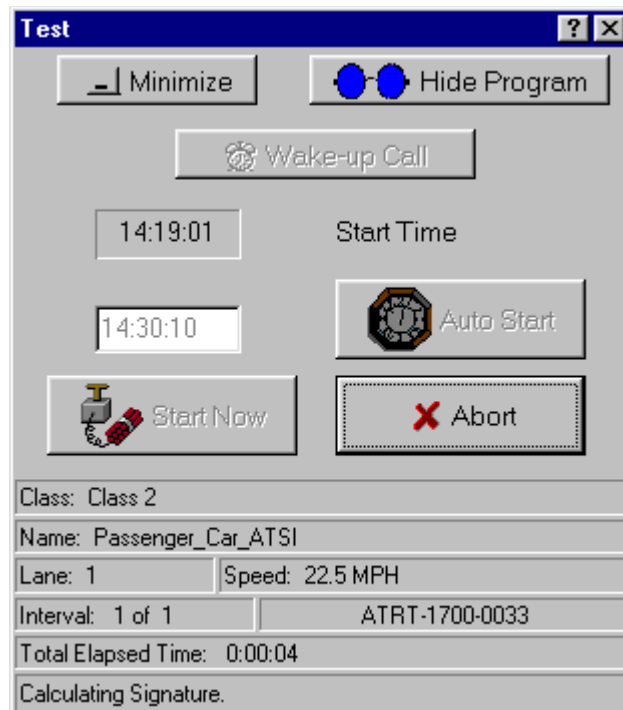 Test
Minimize Hide Program
Wake-up Call
14:19:01 Start Time
14:30:10 Auto Start
Start Now Abort
Class: Class 2
Name: Passenger_Car_ATSI
Lane: 1 Speed: 22.5 MPH
Interval: 1 of 1 ATRT-1700-0033
Total Elapsed Time: 0:00:04
Calculating Signature.